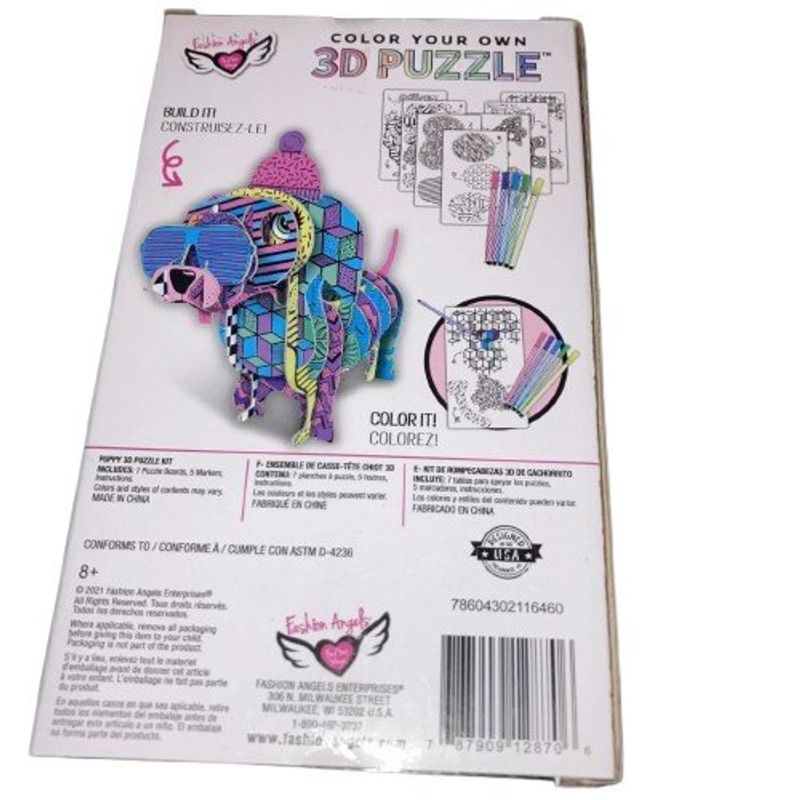 Fashion Angels
COLOR YOUR OWN
3D PUZZLE™
BUILD IT!
CONSTRUISEZ-LE!
COLOR IT!
COLOREZ!
PUPPY 3D PUZZLE KIT
INCLUDES: 7 Puzzle Boards, 5 Markers,
Instructions.
Colors and styles of contents may vary.
MADE IN CHINA
F- ENSEMBLE DE CASSE-TÊTE CHIOT 3D
CONTENU: 7 planches à puzzle, 5 feutres,
instructions.
Les couleurs et les styles peuvent varier.
FABRIQUÉ EN CHINE
E- KIT DE ROMPECABEZAS 3D DE CACHORRITO
INCLUYE: 7 tablas para apoyar los puzzles,
5 marcadores, instrucciones.
Los colores y estilos del contenido pueden variar.
FABRICADO EN CHINA
CONFORMS TO / CONFORME À / CUMPLE CON ASTM D-4236
DESIGNED
IN THE
USA
8+
© 2021 Fashion Angels Enterprises®
All Rights Reserved. Tous droits réservés.
Todos los derechos reservados.
Where applicable, remove all packaging
before giving this item to your child.
Packaging is not part of the product.
S'il y a lieu, enlevez tout le matériel
d'emballage avant de donner cet article
à votre enfant. L'emballage ne fait pas partie
du produit.
En aquellos casos en que sea aplicable, retire
todos los elementos del embalaje antes de
entregar este artículo a un niño. El embalaje
no forma parte del producto.
78604302116460
Fashion Angels
FASHION ANGELS ENTERPRISES®
306 N. MILWAUKEE STREET
MILWAUKEE, WI 53202 U.S.A.
1-800-492-3237
www.fashionangels.com
7 87909 12870 6